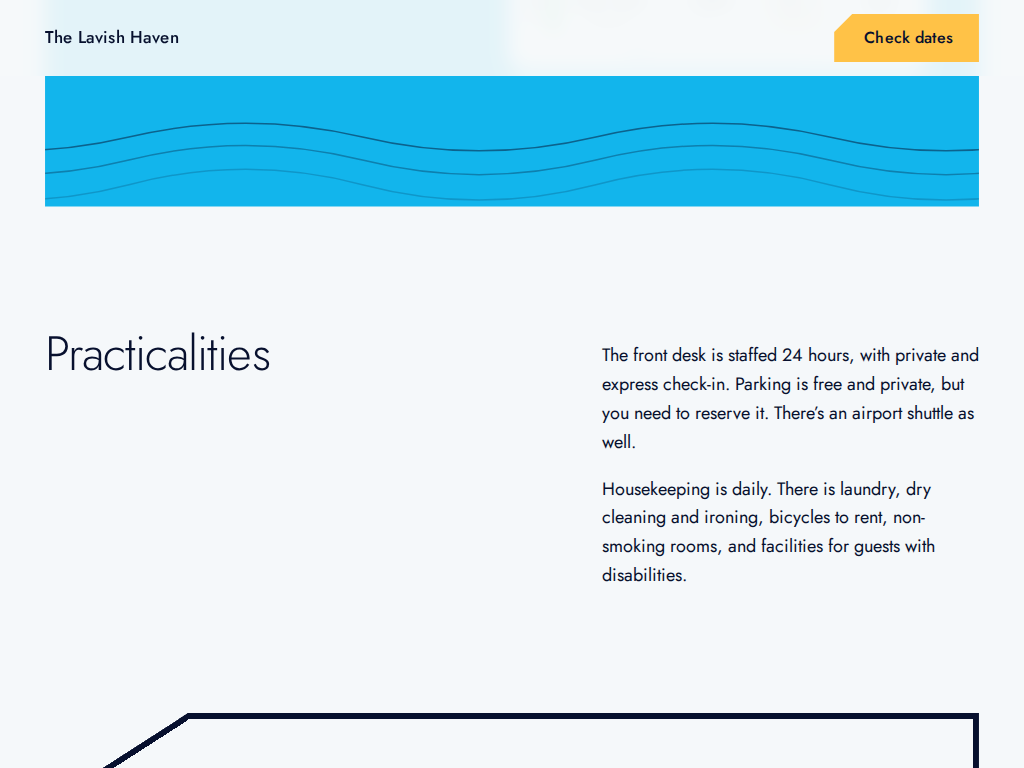 The Lavish Haven
Check dates
Practicalities
The front desk is staffed 24 hours, with private and
express check-in. Parking is free and private, but
you need to reserve it. There’s an airport shuttle as
well.
Housekeeping is daily. There is laundry, dry
cleaning and ironing, bicycles to rent, non-
smoking rooms, and facilities for guests with
disabilities.